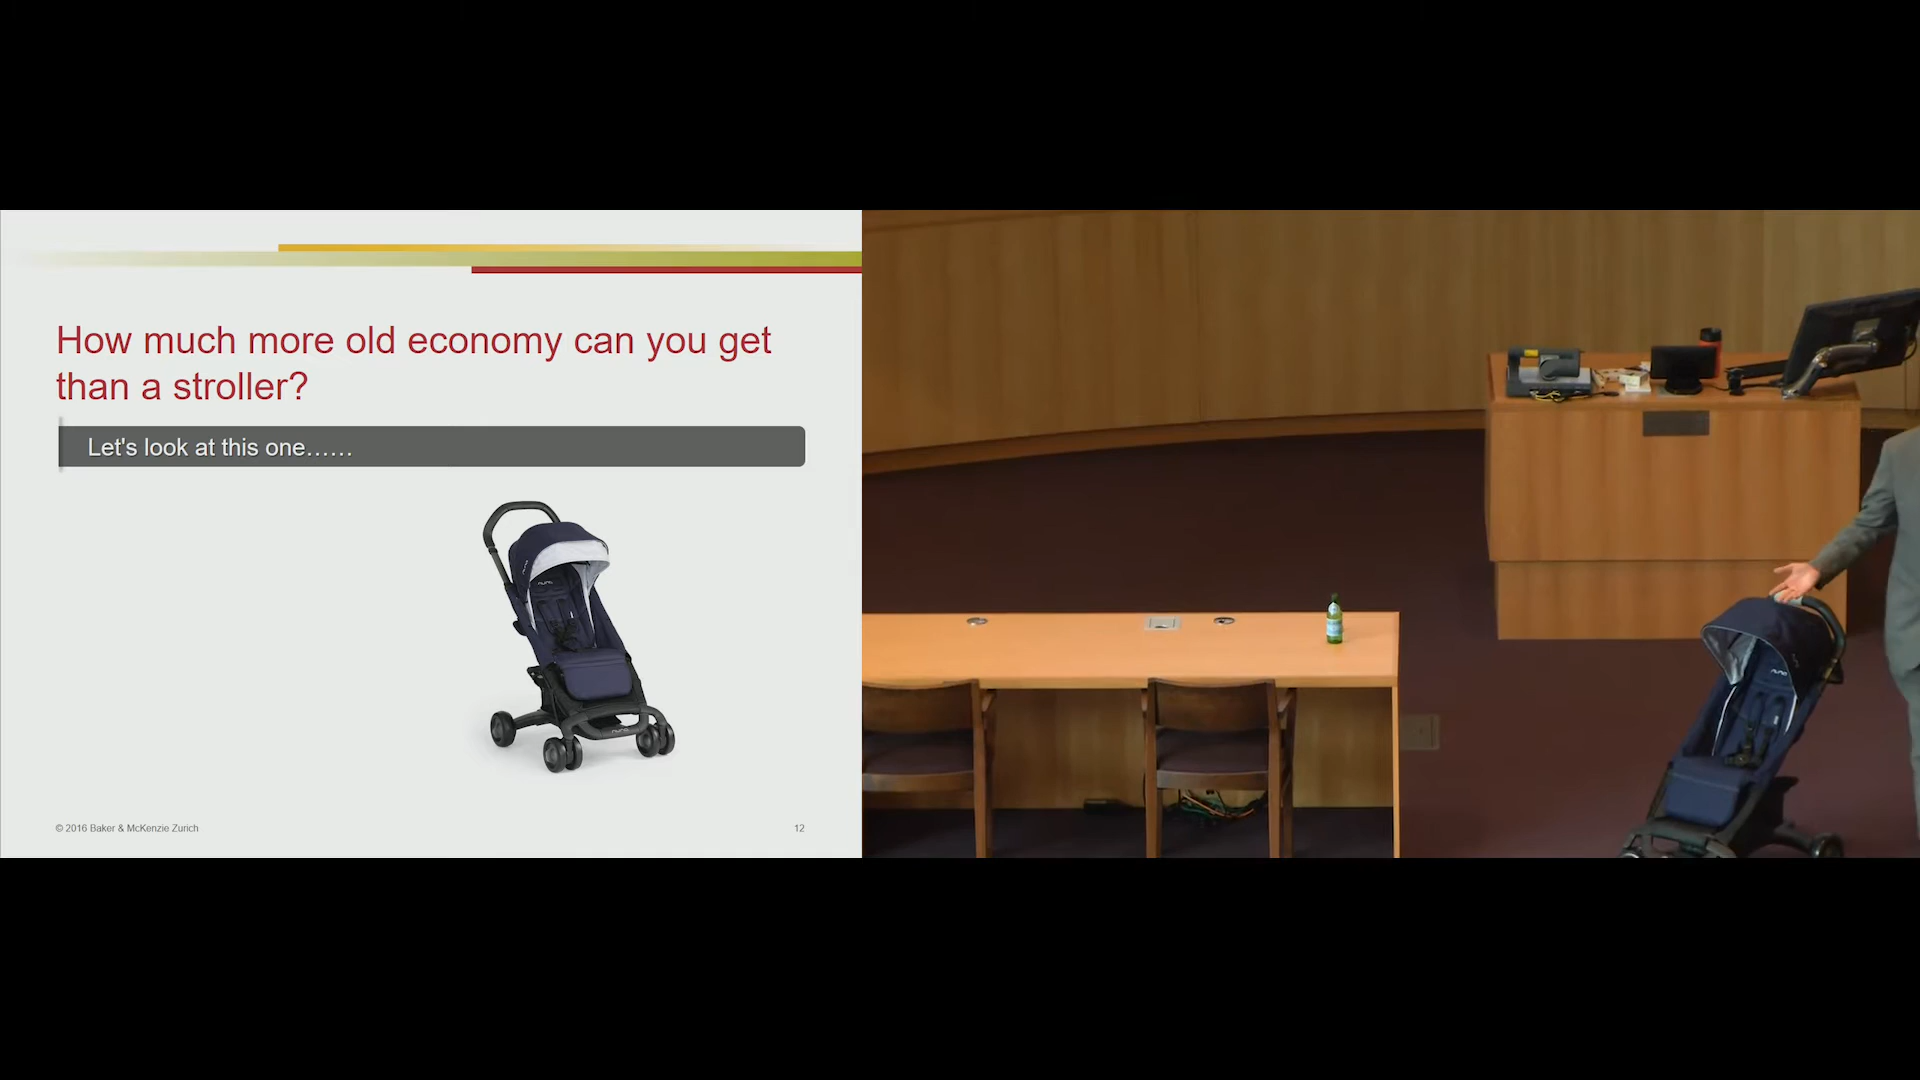 How much more old economy can you get
than a stroller?
Let's look at this one......
nuna
© 2016 Baker & McKenzie Zurich
12